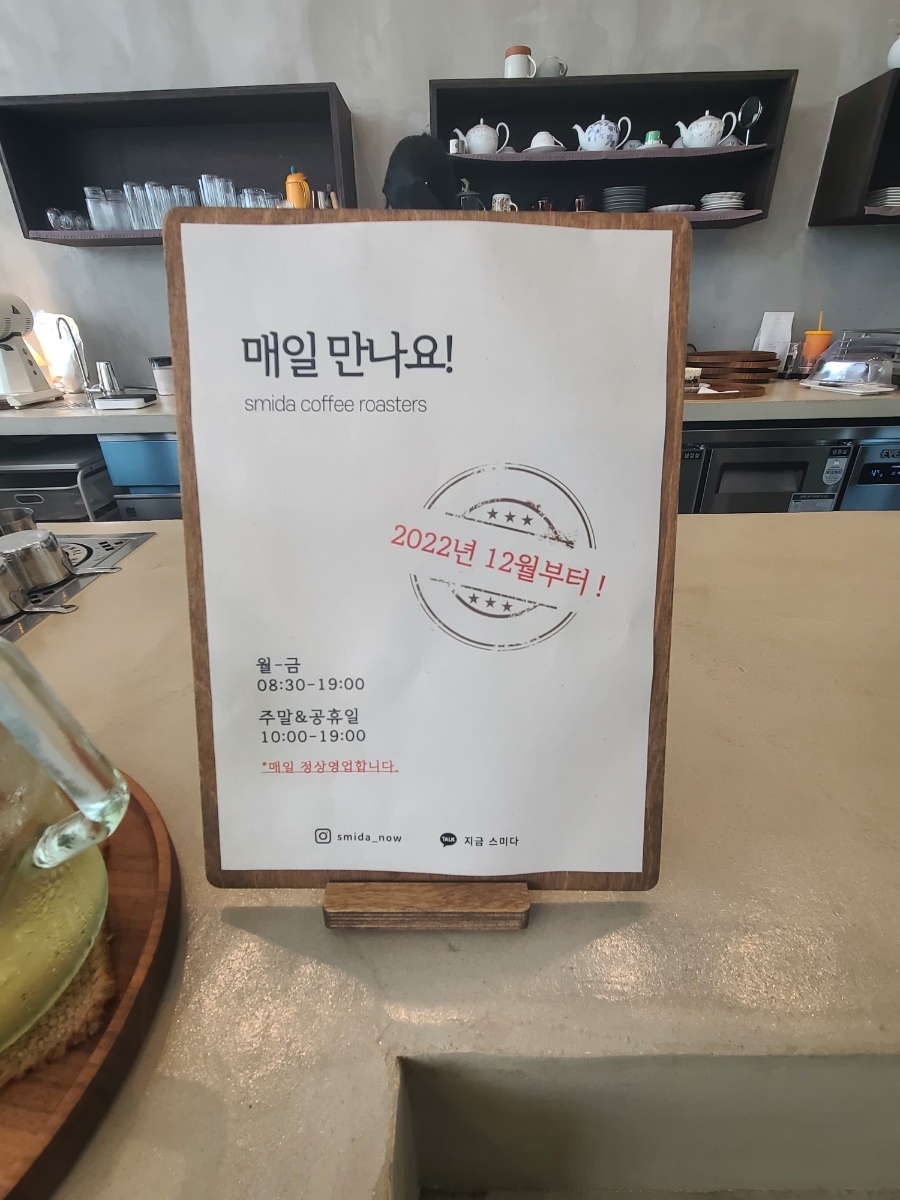 매일 만나요!
smida coffee roasters
2022년 12월부터 !
월-금
08:30-19:00
주말&공휴일
10:00-19:00
*매일 정상영업합니다.
smida_now
TALK 지금 스미다